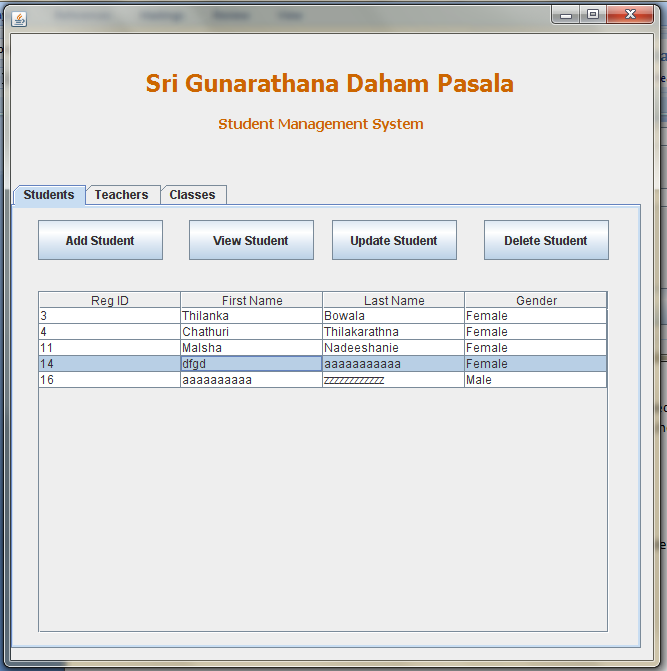 Sri Gunarathana Daham Pasala
Student Management System
Students Teachers Classes
Add Student View Student Update Student Delete Student
Reg ID First Name Last Name Gender
3 Thilanka Bowala Female
4 Chathuri Thilakarathna Female
11 Malsha Nadeeshanie Female
14 dfgd aaaaaaaaaaa Female
16 aaaaaaaaaa zzzzzzzzzzzz Male